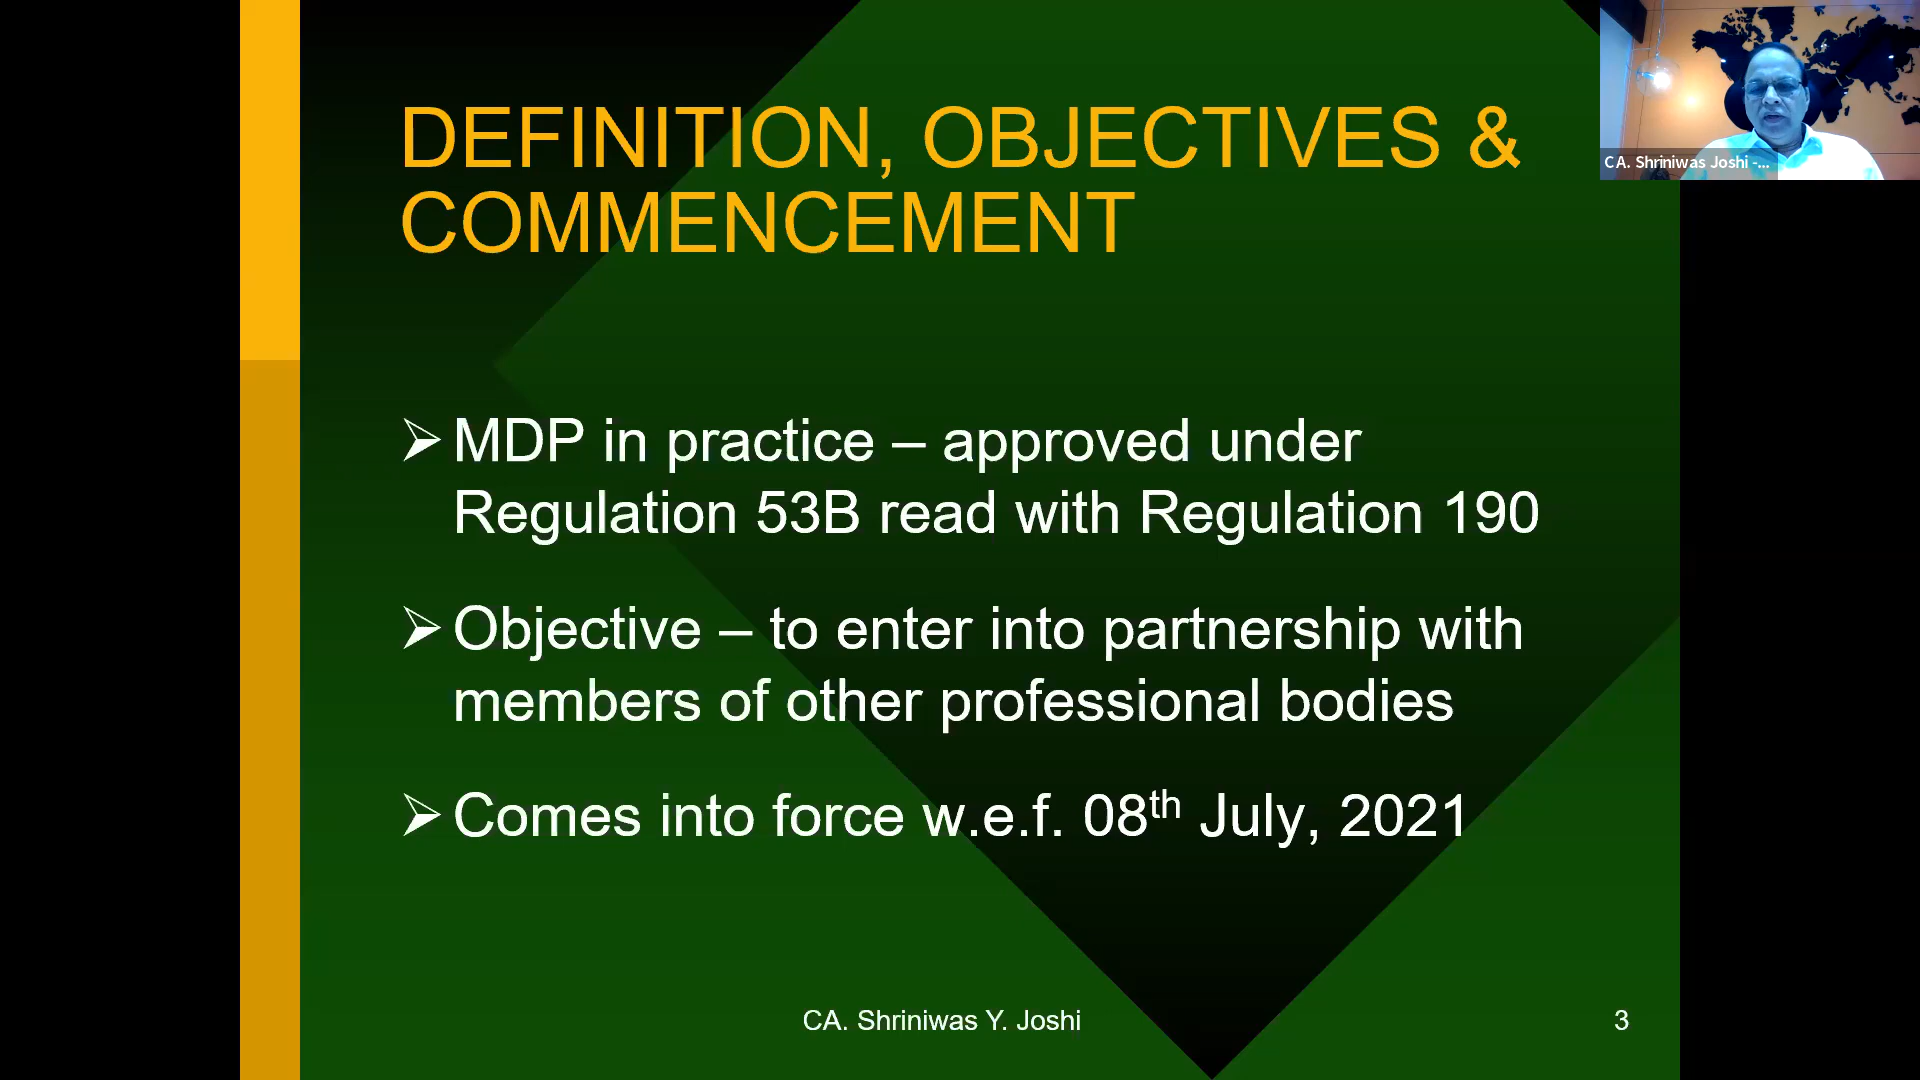 DEFINITION, OBJECTIVES &
COMMENCEMENT
CA. Shriniwas Joshi -...
➢ MDP in practice – approved under
Regulation 53B read with Regulation 190
➢ Objective – to enter into partnership with
members of other professional bodies
➢ Comes into force w.e.f. 08th July, 2021
CA. Shriniwas Y. Joshi
3